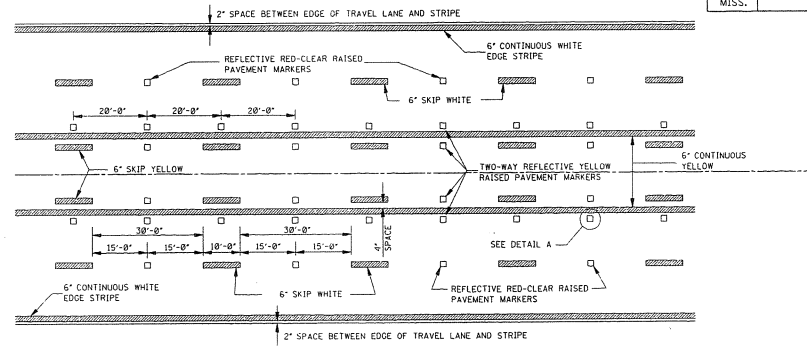 MISS.
2" SPACE BETWEEN EDGE OF TRAVEL LANE AND STRIPE
6" CONTINUOUS WHITE
EDGE STRIPE
REFLECTIVE RED-CLEAR RAISED
PAVEMENT MARKERS
6" SKIP WHITE
20'-0" 20'-0" 20'-0"
6" SKIP YELLOW
TWO-WAY REFLECTIVE YELLOW
RAISED PAVEMENT MARKERS
6" CONTINUOUS
YELLOW
30'-0" 30'-0"
15'-0" 15'-0" 10'-0" 15'-0" 15'-0"
4"
SPACE
SEE DETAIL A
6" CONTINUOUS WHITE
EDGE STRIPE
6" SKIP WHITE
REFLECTIVE RED-CLEAR RAISED
PAVEMENT MARKERS
2" SPACE BETWEEN EDGE OF TRAVEL LANE AND STRIPE